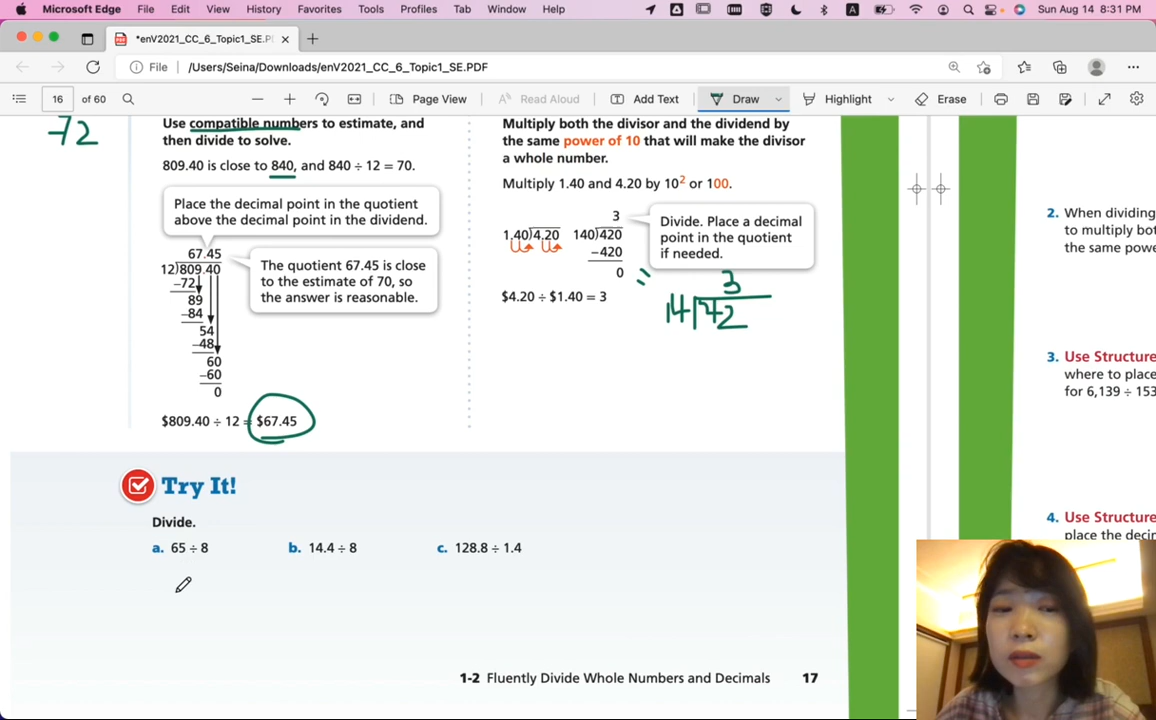 Microsoft Edge File Edit View History Favorites Tools Profiles Tab Window Help A Sun Aug 14 8:31 PM
*enV2021_CC_6_Topic1_SE.P
File /Users/Seina/Downloads/enV2021_CC_6_Topic1_SE.PDF
16 of 60 Page View Read Aloud Add Text Draw Highlight Erase
72
Use compatible numbers to estimate, and
then divide to solve.
809.40 is close to 840, and 840 ÷ 12 = 70.
Place the decimal point in the quotient
above the decimal point in the dividend.
67.45
12)809.40
−72
89
−84
54
−48
60
−60
0
The quotient 67.45 is close
to the estimate of 70, so
the answer is reasonable.
$809.40 ÷ 12 = $67.45
Multiply both the divisor and the dividend by
the same power of 10 that will make the divisor
a whole number.
Multiply 1.40 and 4.20 by 10² or 100.
3
1.40)4.20 140)420
−420
0
Divide. Place a decimal
point in the quotient
if needed.
3
14)42
$4.20 ÷ $1.40 = 3
2. When dividing
to multiply bot
the same powe
3. Use Structure
where to place
for 6,139 ÷ 153
4. Use Structure
place the decin
Try It!
Divide.
a. 65 ÷ 8 b. 14.4 ÷ 8 c. 128.8 ÷ 1.4
1-2 Fluently Divide Whole Numbers and Decimals 17